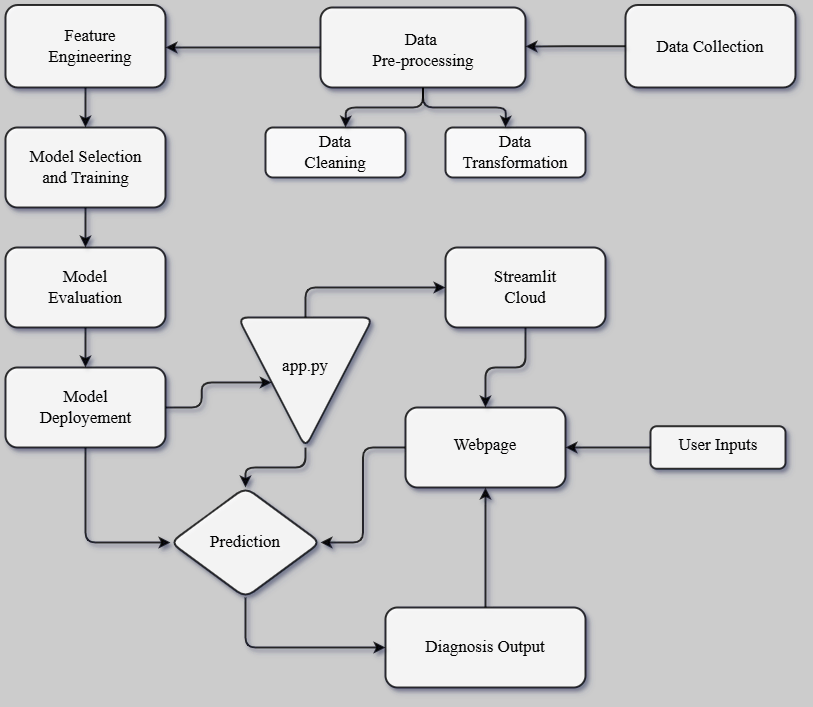 Feature
Engineering
Data
Pre-processing
Data Collection
Data
Cleaning
Data
Transformation
Model Selection
and Training
Model
Evaluation
Streamlit
Cloud
app.py
Model
Deployement
Webpage
User Inputs
Prediction
Diagnosis Output